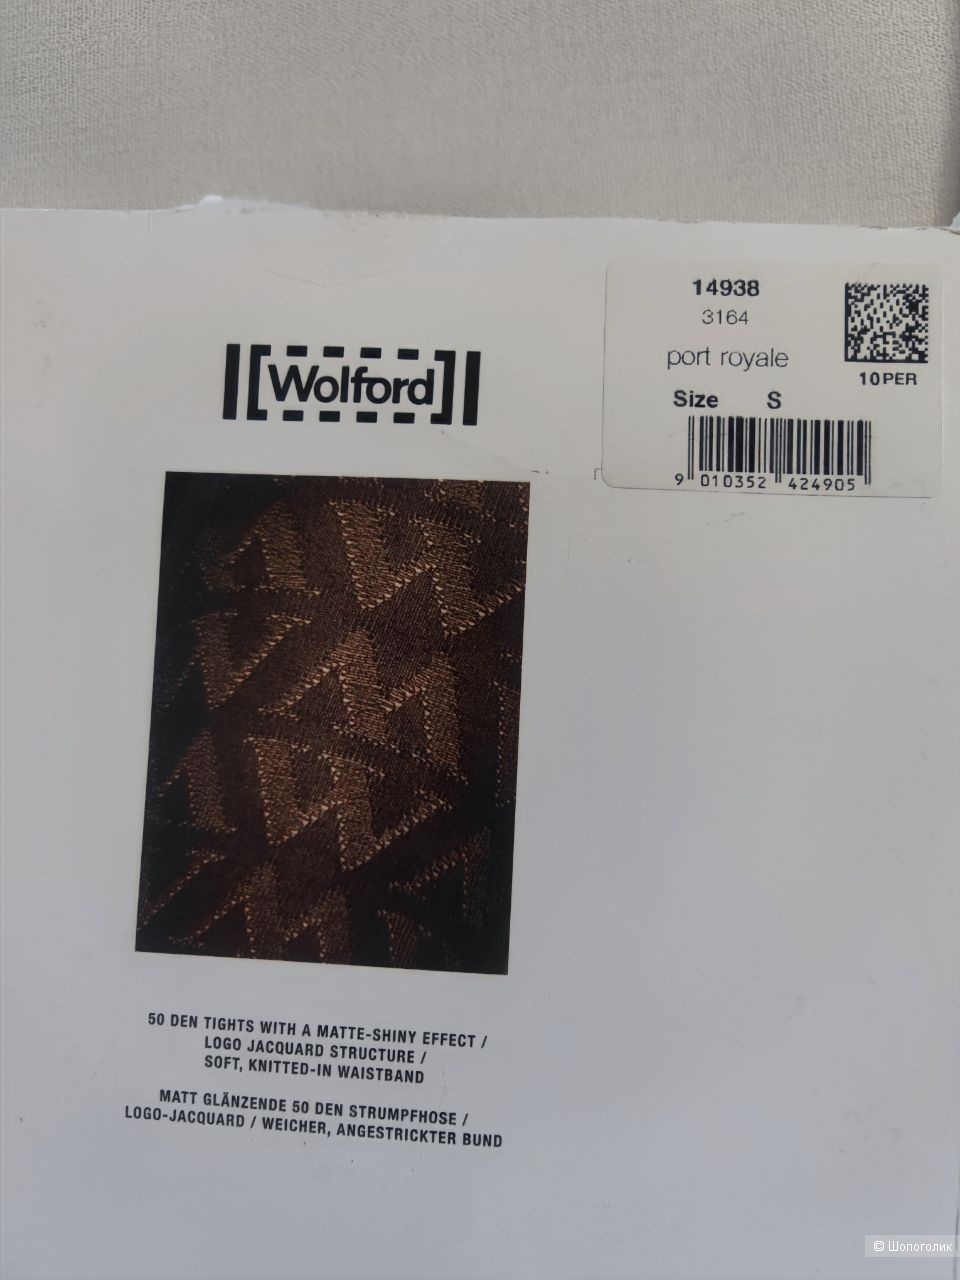 14938
3164
port royale
10PER
Size S
9 010352 424905
Wolford
50 DEN TIGHTS WITH A MATTE-SHINY EFFECT /
LOGO JACQUARD STRUCTURE /
SOFT, KNITTED-IN WAISTBAND
MATT GLÄNZENDE 50 DEN STRUMPFHOSE /
LOGO-JACQUARD / WEICHER, ANGESTRICKTER BUND
© Шопоголик